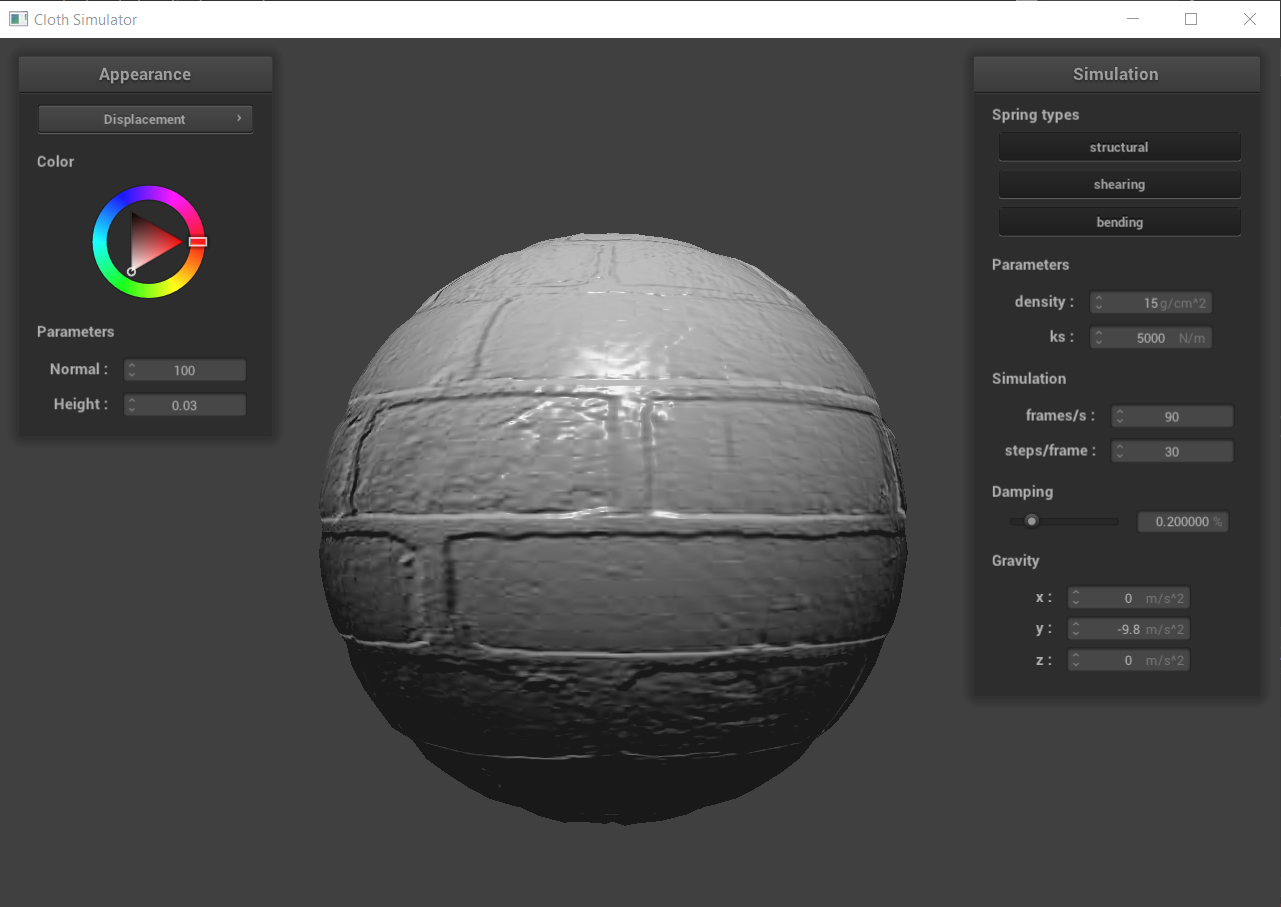 Cloth Simulator
Appearance
Displacement
Color
Parameters
Normal : 100
Height : 0.03
Simulation
Spring types
structural
shearing
bending
Parameters
density : 15 g/cm^2
ks : 5000 N/m
Simulation
frames/s : 90
steps/frame : 30
Damping
0.200000 %
Gravity
x : 0 m/s^2
y : -9.8 m/s^2
z : 0 m/s^2